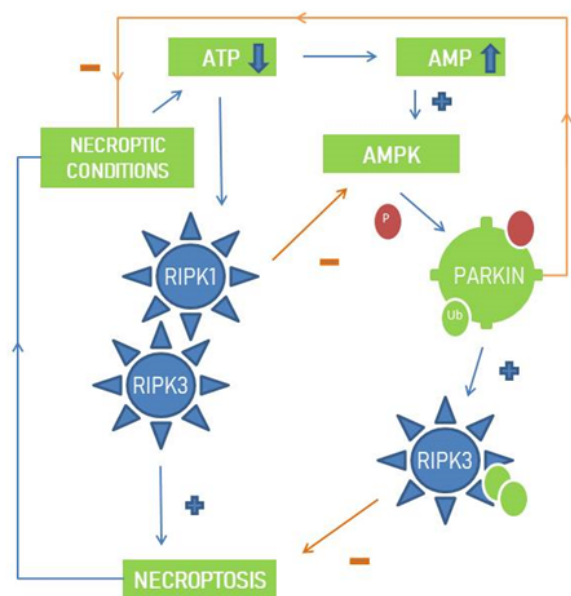 ATP
AMP
NECROPTIC
CONDITIONS
AMPK
P
RIPK1
PARKIN
Ub
RIPK3
RIPK3
NECROPTOSIS